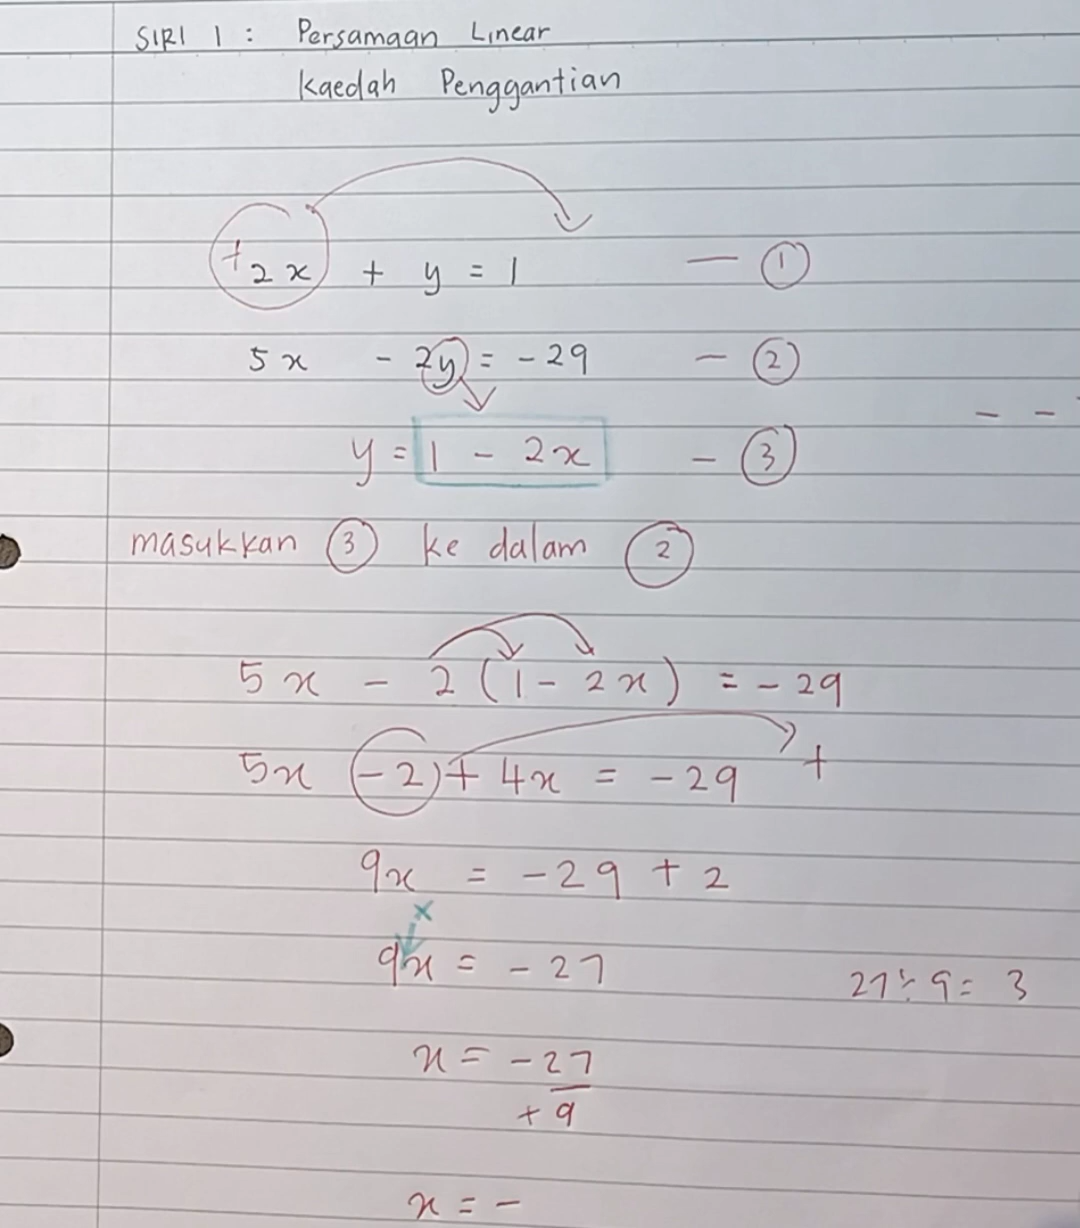 SIRI 1 : Persamaan Linear
Kaedah Penggantian
+2x + y = 1 — ①
5x - 2y = - 29 — ②
y = 1 - 2x - ③
masukkan ③ ke dalam ②
5x - 2 (1 - 2x) = - 29
5x - 2 + 4x = - 29 +
9x = - 29 + 2
x
9x = - 27
27 ÷ 9 = 3
x = - 27
+ 9
x = -